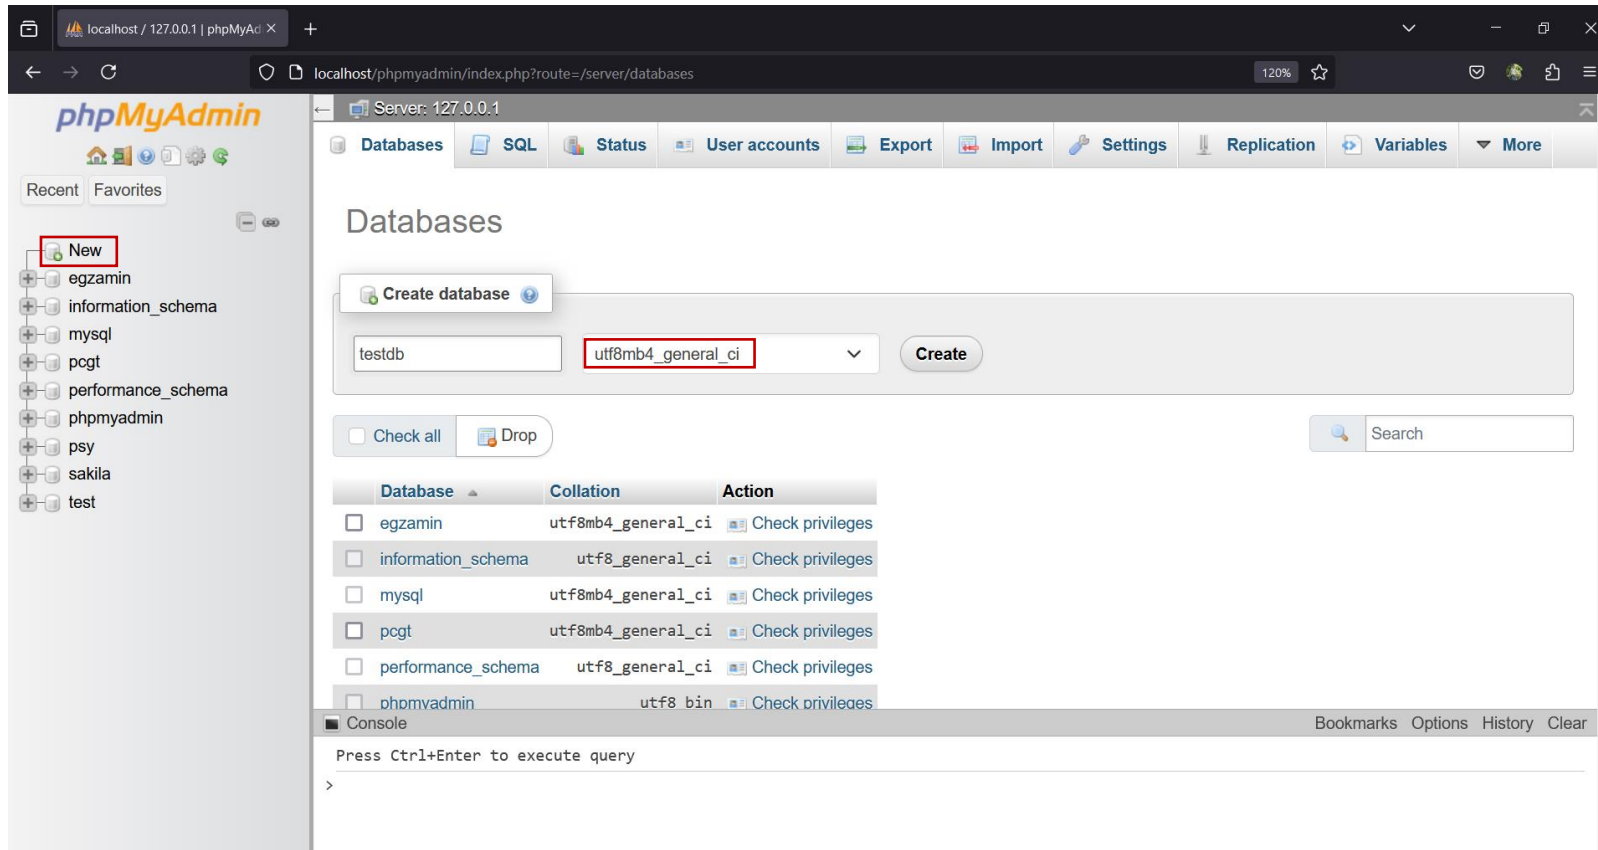 localhost / 127.0.0.1 | phpMyAd
localhost/phpmyadmin/index.php?route=/server/databases
120%
phpMyAdmin
Recent Favorites
New
egzamin
information_schema
mysql
pcgt
performance_schema
phpmyadmin
psy
sakila
test
Server: 127.0.0.1
Databases SQL Status User accounts Export Import Settings Replication Variables More
Databases
Create database
testdb utf8mb4_general_ci Create
Check all Drop Search
Database Collation Action
egzamin utf8mb4_general_ci Check privileges
information_schema utf8_general_ci Check privileges
mysql utf8mb4_general_ci Check privileges
pcgt utf8mb4_general_ci Check privileges
performance_schema utf8_general_ci Check privileges
phpmyadmin utf8_bin Check privileges
Console Bookmarks Options History Clear
Press Ctrl+Enter to execute query
>